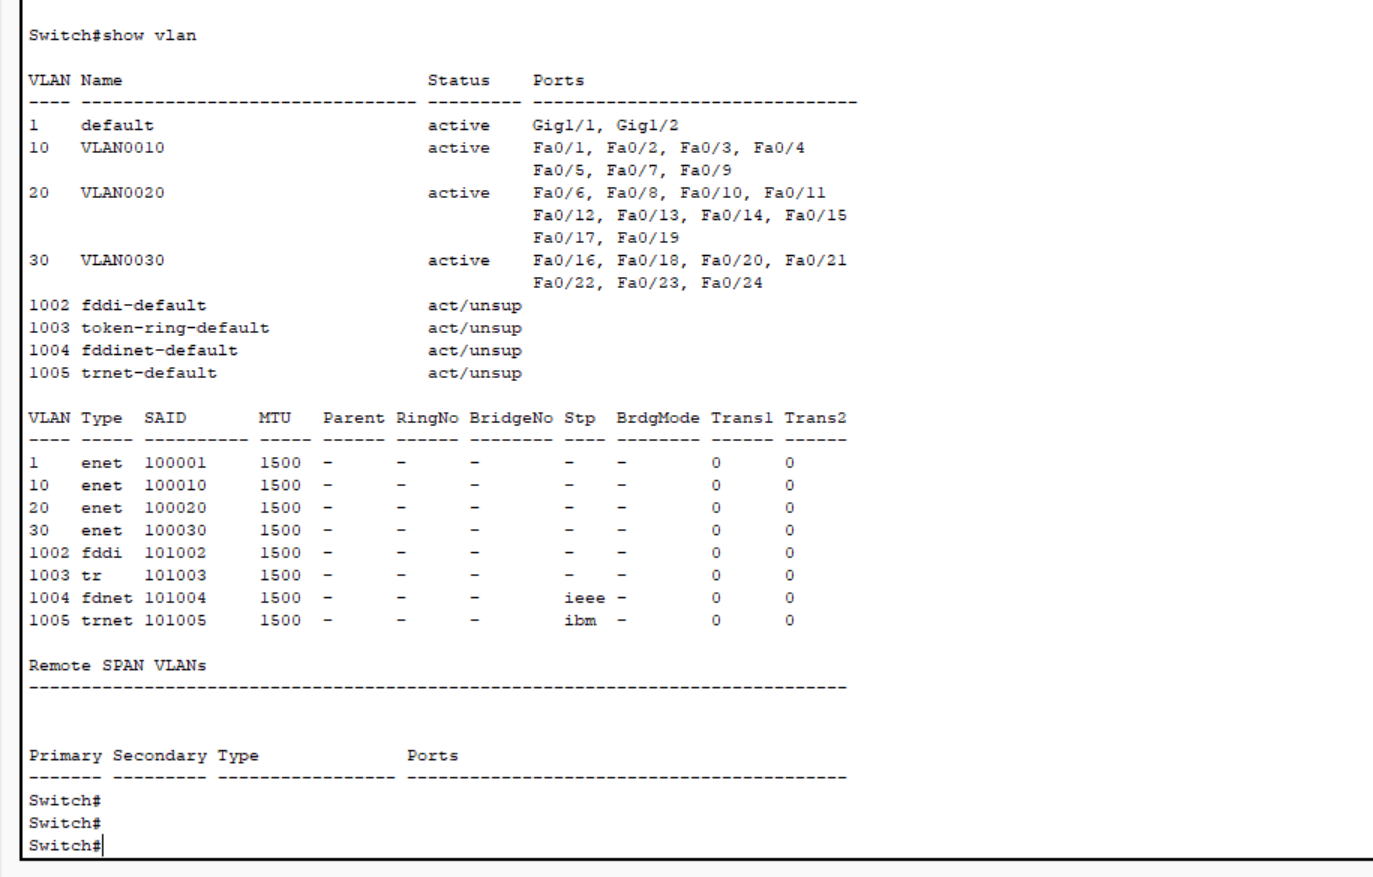 Switch#show vlan
VLAN Name                             Status    Ports
---- -------------------------------- --------- -------------------------------
1    default                          active    Gig1/1, Gig1/2
10   VLAN0010                         active    Fa0/1, Fa0/2, Fa0/3, Fa0/4
                                                Fa0/5, Fa0/7, Fa0/9
20   VLAN0020                         active    Fa0/6, Fa0/8, Fa0/10, Fa0/11
                                                Fa0/12, Fa0/13, Fa0/14, Fa0/15
                                                Fa0/17, Fa0/19
30   VLAN0030                         active    Fa0/16, Fa0/18, Fa0/20, Fa0/21
                                                Fa0/22, Fa0/23, Fa0/24
1002 fddi-default                     act/unsup
1003 token-ring-default               act/unsup
1004 fddinet-default                  act/unsup
1005 trnet-default                    act/unsup
VLAN Type  SAID       MTU   Parent RingNo BridgeNo Stp  BrdgMode Trans1 Trans2
---- ----- ---------- ----- ------ ------ -------- ---- -------- ------ ------
1    enet  100001     1500  -      -      -        -    -        0      0
10   enet  100010     1500  -      -      -        -    -        0      0
20   enet  100020     1500  -      -      -        -    -        0      0
30   enet  100030     1500  -      -      -        -    -        0      0
1002 fddi  101002     1500  -      -      -        -    -        0      0
1003 tr    101003     1500  -      -      -        -    -        0      0
1004 fdnet 101004     1500  -      -      -        ieee -        0      0
1005 trnet 101005     1500  -      -      -        ibm  -        0      0
Remote SPAN VLANs
------------------------------------------------------------------------------
Primary Secondary Type              Ports
------- --------- ----------------- ------------------------------------------
Switch#
Switch#
Switch#